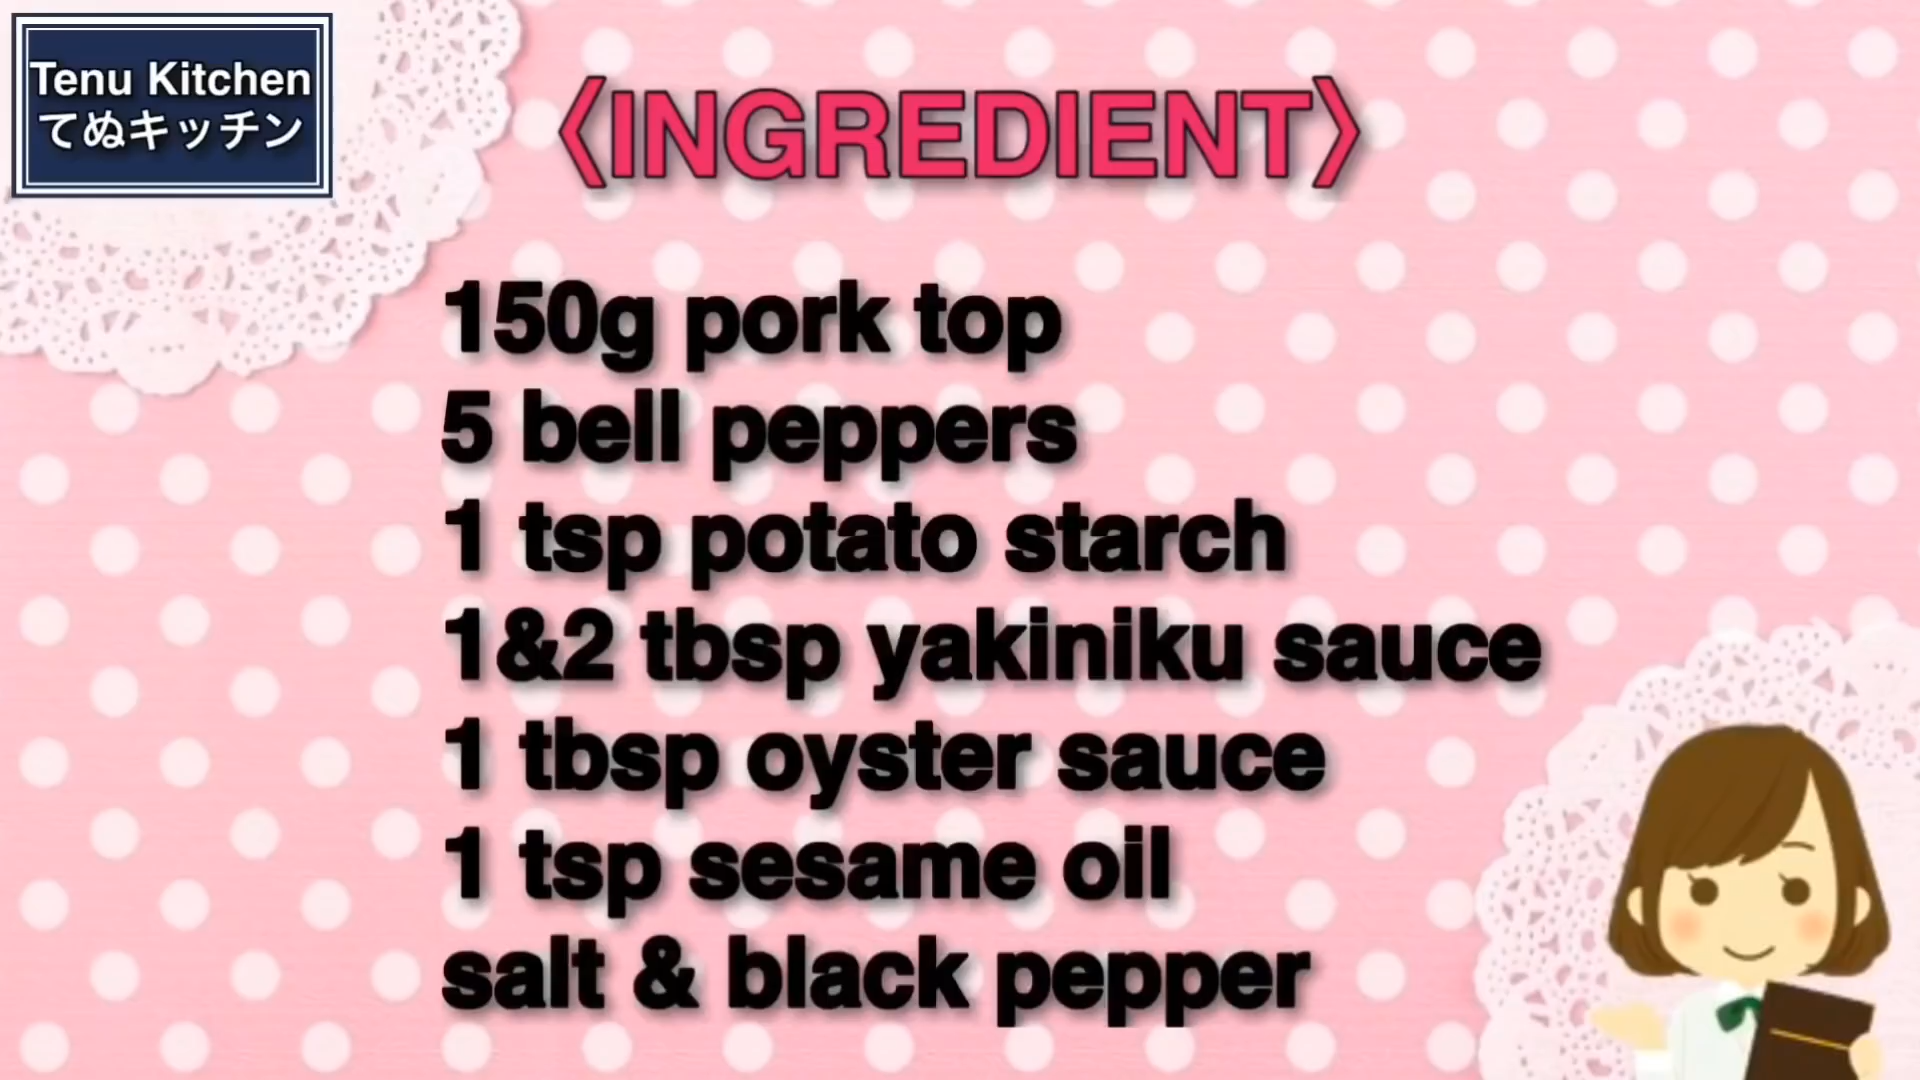 Tenu Kitchen
てぬキッチン
〈INGREDIENT〉
150g pork top
5 bell peppers
1 tsp potato starch
1&2 tbsp yakiniku sauce
1 tbsp oyster sauce
1 tsp sesame oil
salt & black pepper